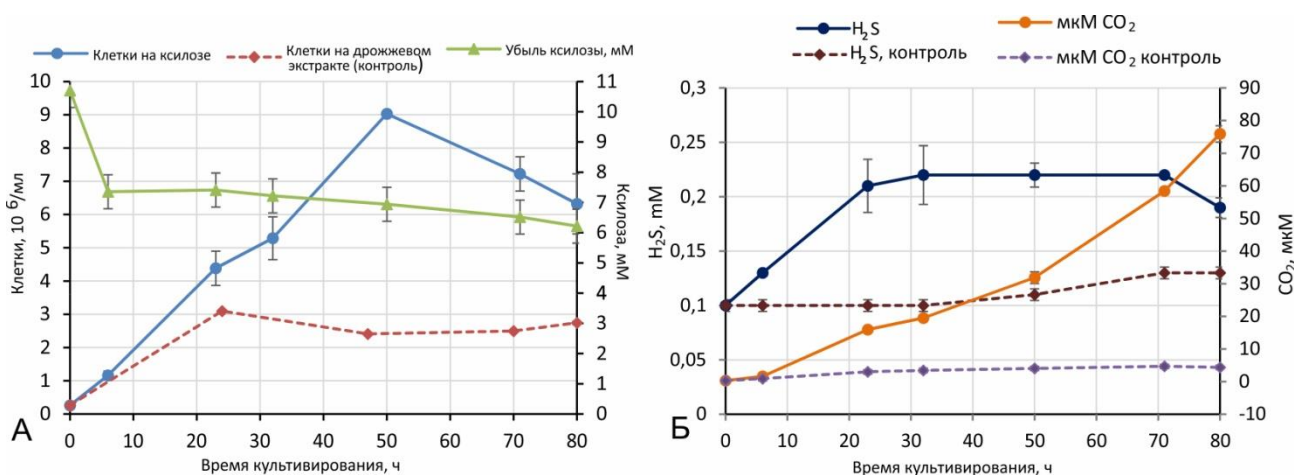 Клетки на ксилозе
Клетки на дрожжевом
экстракте (контроль)
Убыль ксилозы, мМ
10
9
8
7
6
5
4
3
2
1
0
Клетки, 10 6/мл
11
10
9
8
7
6
5
4
3
2
1
0
Ксилоза, мМ
0 10 20 30 40 50 60 70 80
Время культивирования, ч
А
H₂S
мкМ CO₂
H₂S, контроль
мкМ CO₂ контроль
0,3
0,25
0,2
0,15
0,1
0,05
0
H₂S, mM
90
80
70
60
50
40
30
20
10
0
-10
CO₂, мкМ
0 10 20 30 40 50 60 70 80
Время культивирования, ч
Б